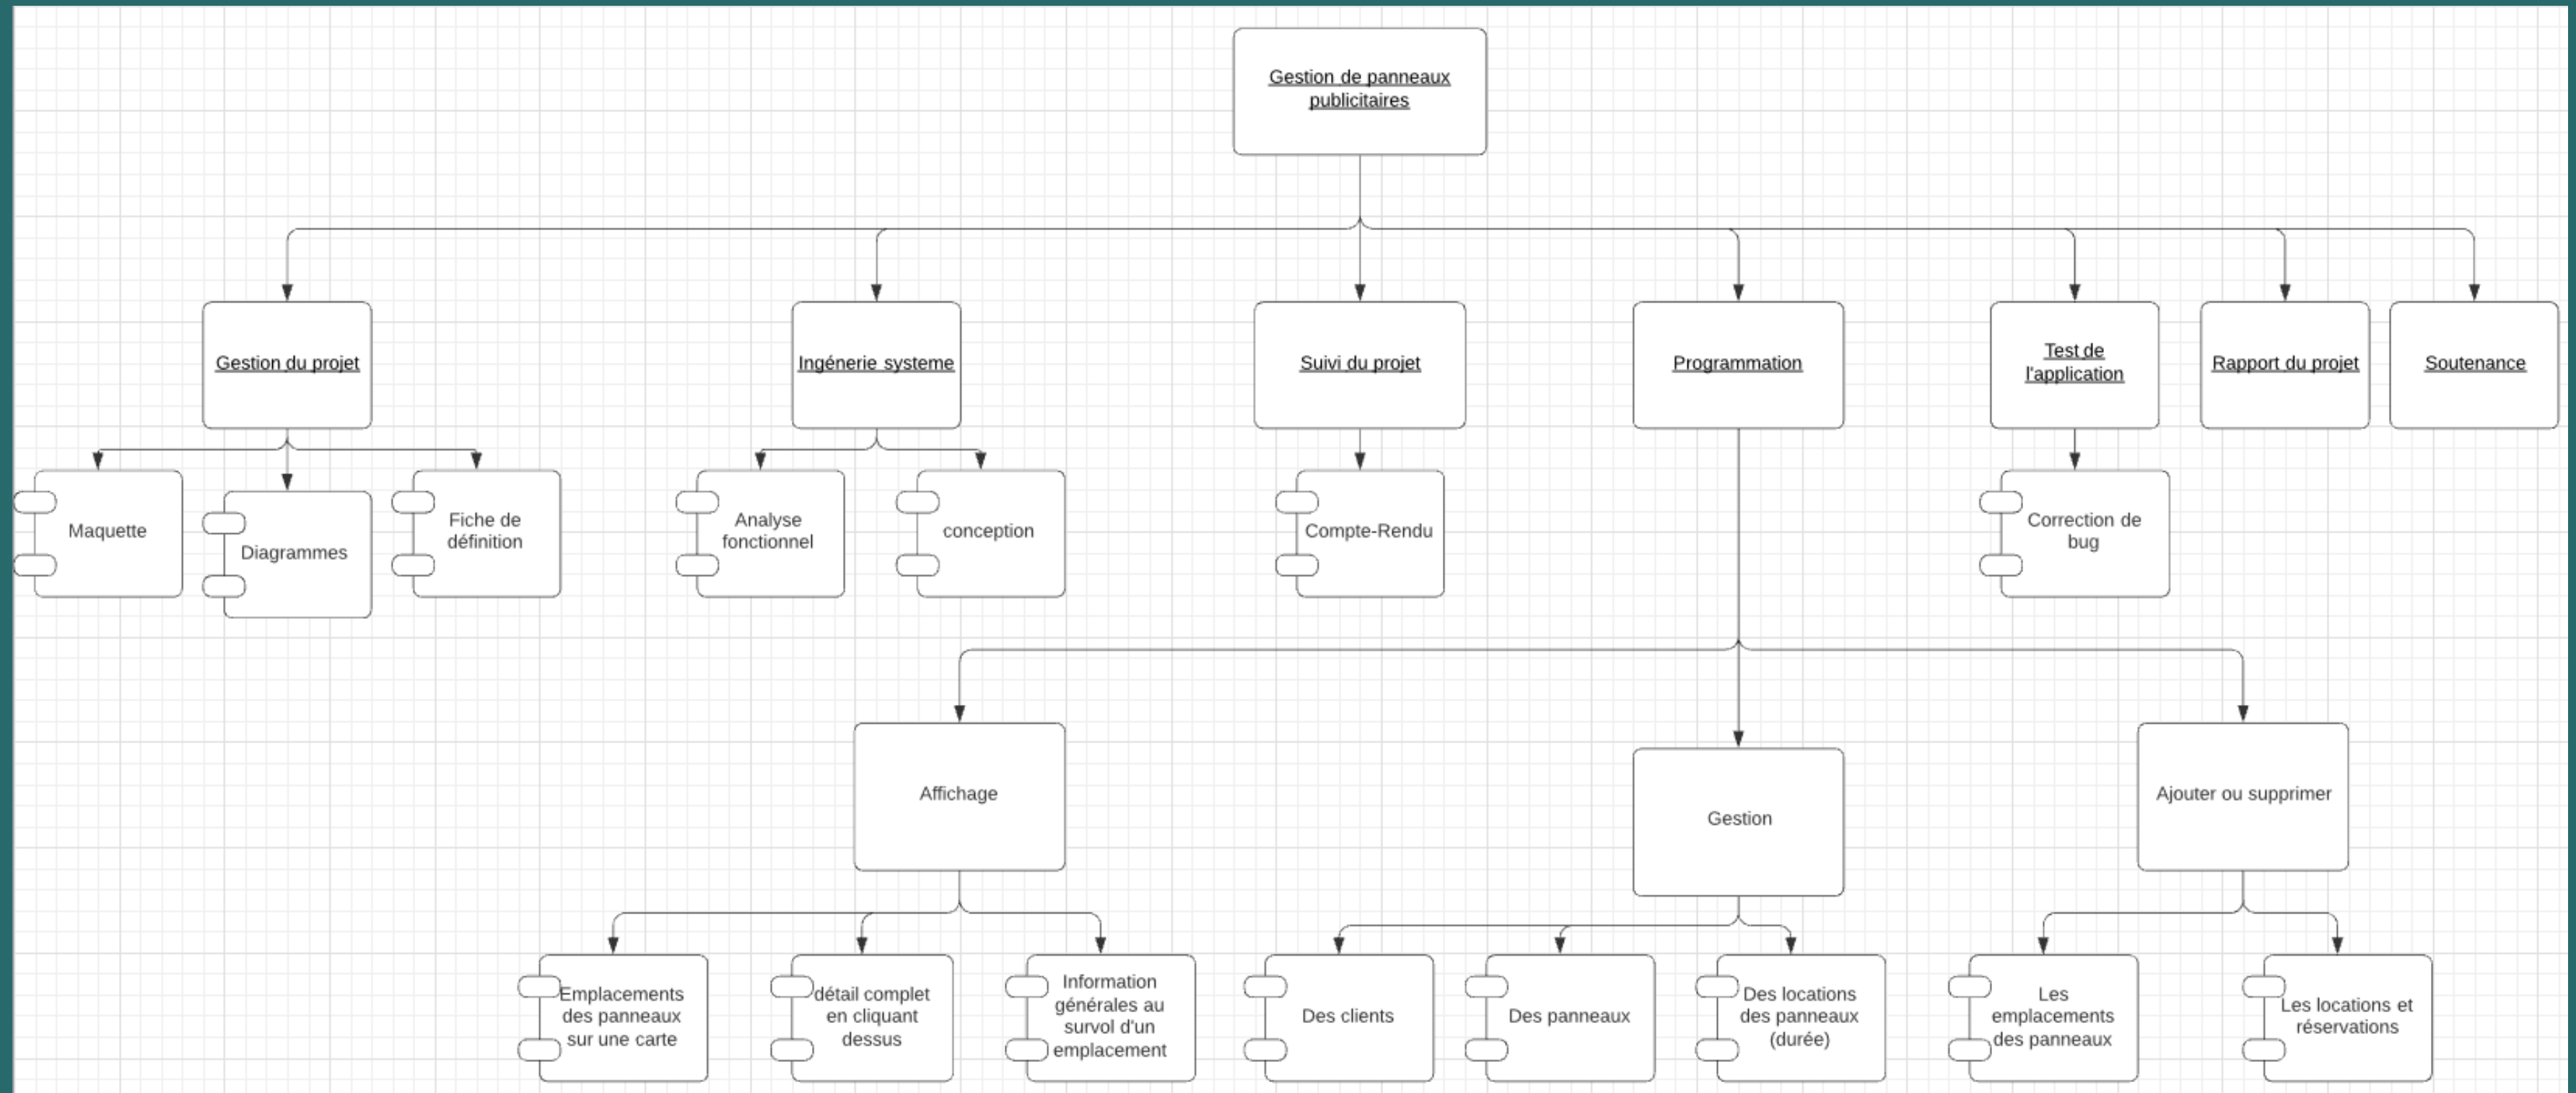 Gestion de panneaux
publicitaires
Gestion du projet
Ingénerie systeme
Suivi du projet
Programmation
Test de
l'application
Rapport du projet
Soutenance
Maquette
Diagrammes
Fiche de
définition
Analyse
fonctionnel
conception
Compte-Rendu
Correction de
bug
Affichage
Gestion
Ajouter ou supprimer
Emplacements
des panneaux
sur une carte
détail complet
en cliquant
dessus
Information
générales au
survol d'un
emplacement
Des clients
Des panneaux
Des locations
des panneaux
(durée)
Les
emplacements
des panneaux
Les locations et
réservations